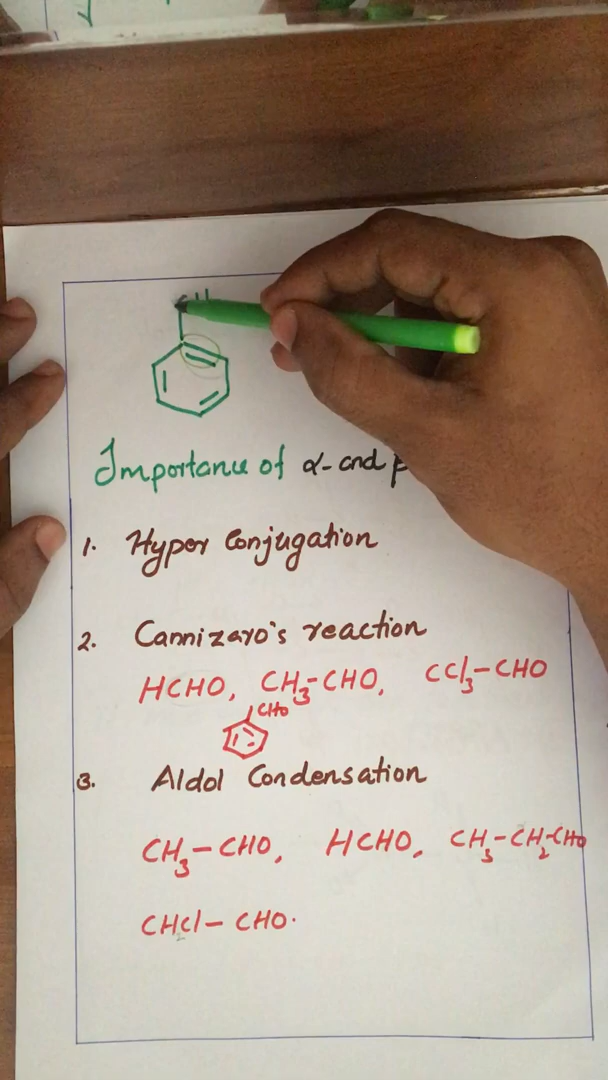 Importance of α- and β
1. Hyper Conjugation
2. Cannizaro's reaction
HCHO, CH₃-CHO, CCl₃-CHO
CHO
3. Aldol Condensation
CH₃-CHO, HCHO, CH₃-CH₂-CHO
CHCl₂-CHO.